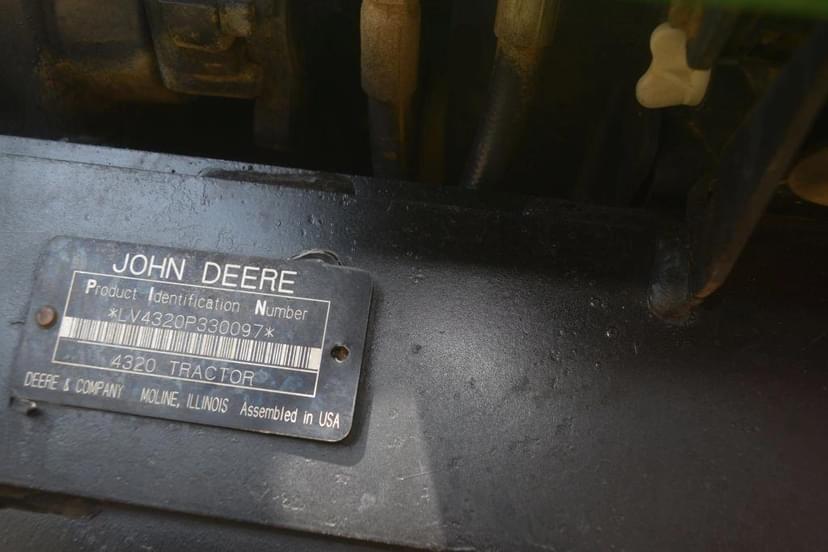 JOHN DEERE
Product Identification Number
*LV4320P330097*
4320 TRACTOR
DEERE & COMPANY MOLINE, ILLINOIS Assembled in USA